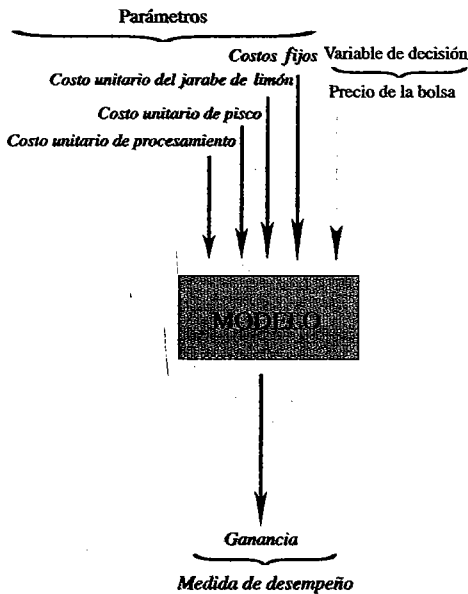 Parámetros
Costos fijos
Variable de decisión
Costo unitario del jarabe de limón
Precio de la bolsa
Costo unitario de pisco
Costo unitario de procesamiento
MODELO
Ganancia
Medida de desempeño